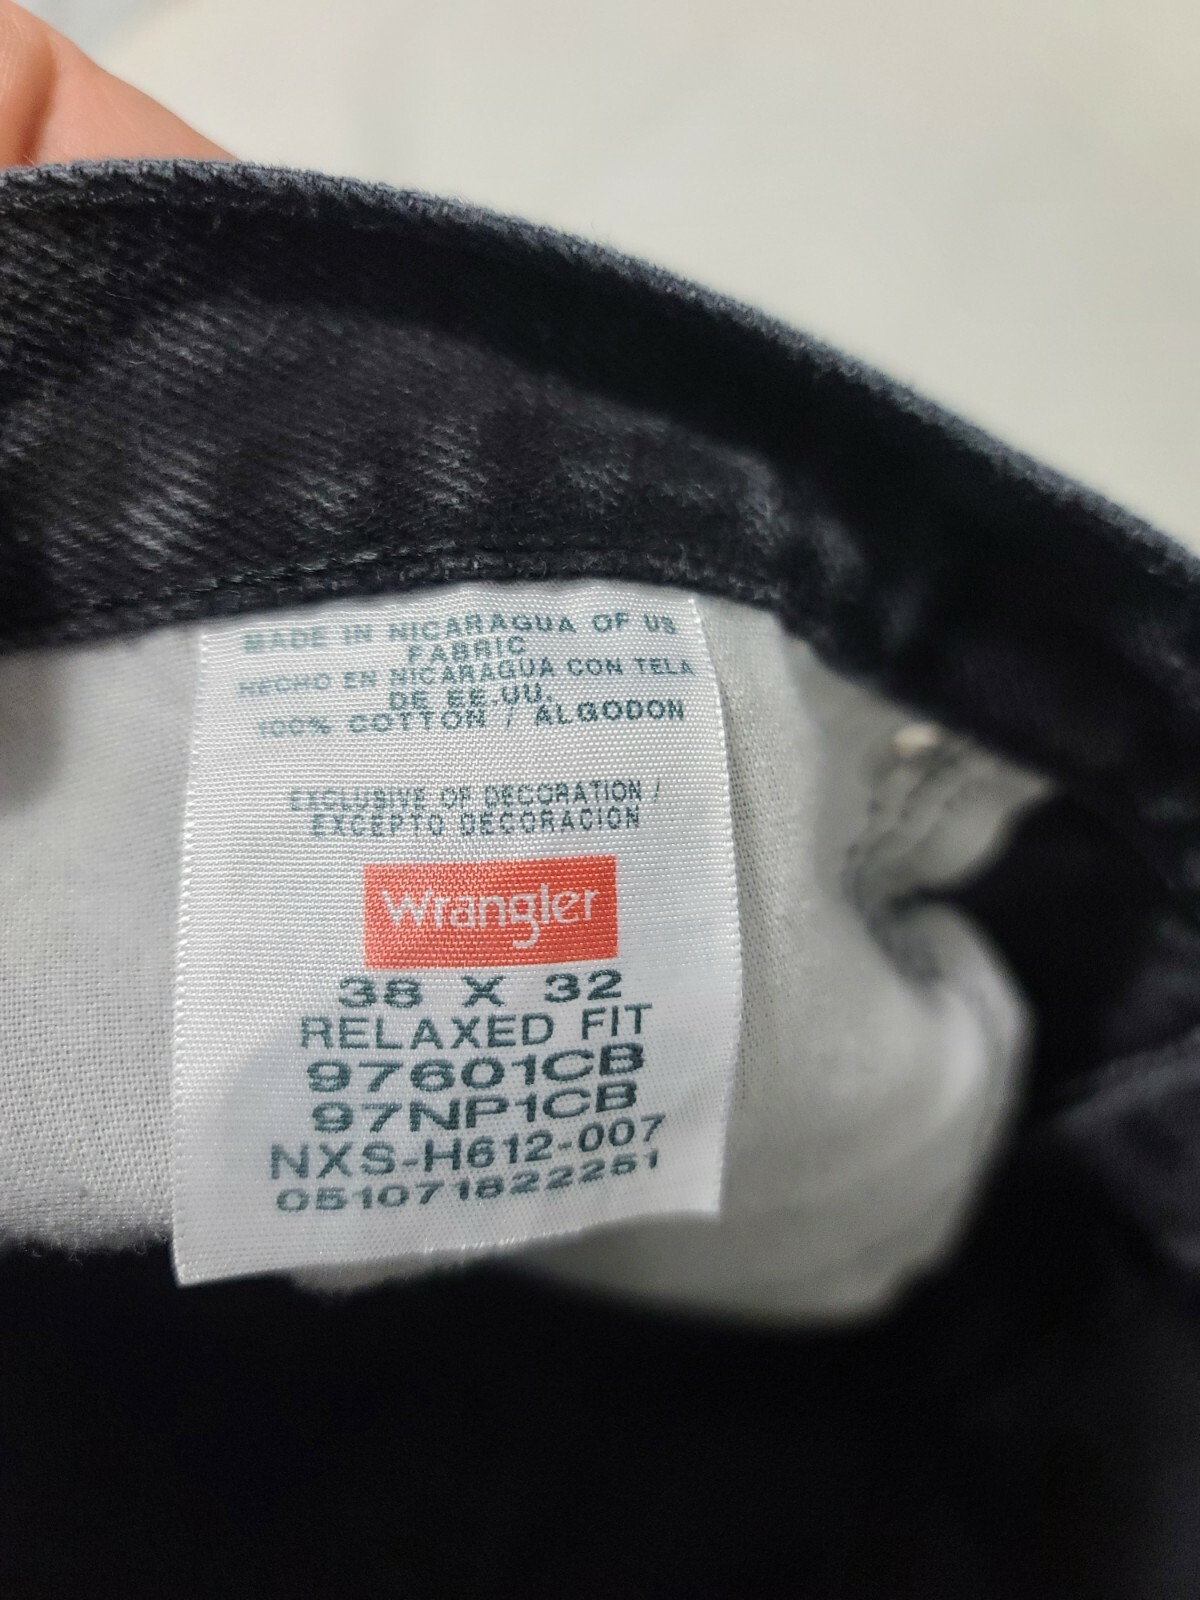 MADE IN NICARAGUA OF US
FABRIC
HECHO EN NICARAGUA CON TELA
DE EE.UU.
100% COTTON / ALGODON
EXCLUSIVE OF DECORATION /
EXCEPTO DECORACION
Wrangler
38 X 32
RELAXED FIT
97601CB
97NP1CB
NXS-H612-007
051071822251